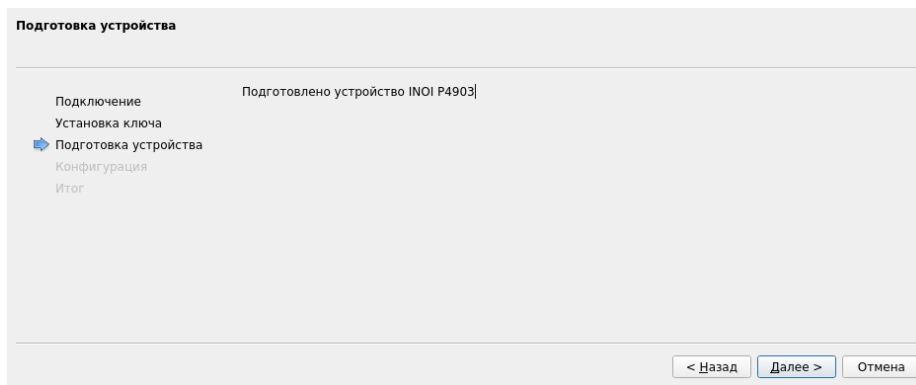 Подготовка устройства
Подготовлено устройство INOI P4903
Подключение
Установка ключа
Подготовка устройства
Конфигурация
Итог
< Назад Далее > Отмена